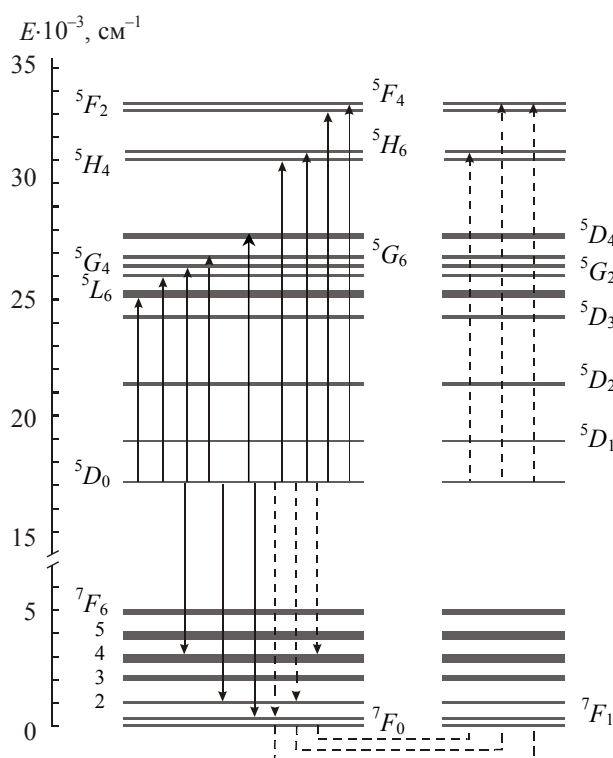 E·10⁻³, см⁻¹
35
⁵F₂
⁵F₄
⁵H₆
⁵H₄
30
⁵D₄
⁵G₄
⁵G₆
⁵G₂
⁵L₆
25
⁵D₃
⁵D₂
20
⁵D₁
⁵D₀
15
⁷F₆
5
5
4
3
2
⁷F₀
⁷F₁
0